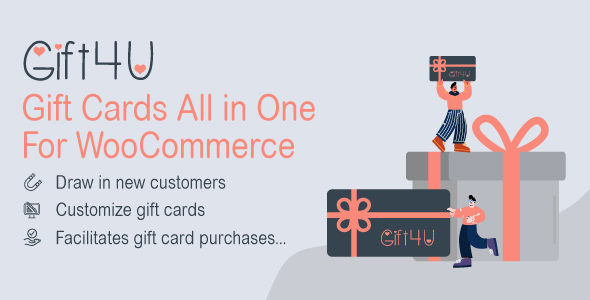 Gift4U
Gift Cards All in One
For WooCommerce
Draw in new customers
Customize gift cards
Facilitates gift card purchases...
Gift4U
Gift4U